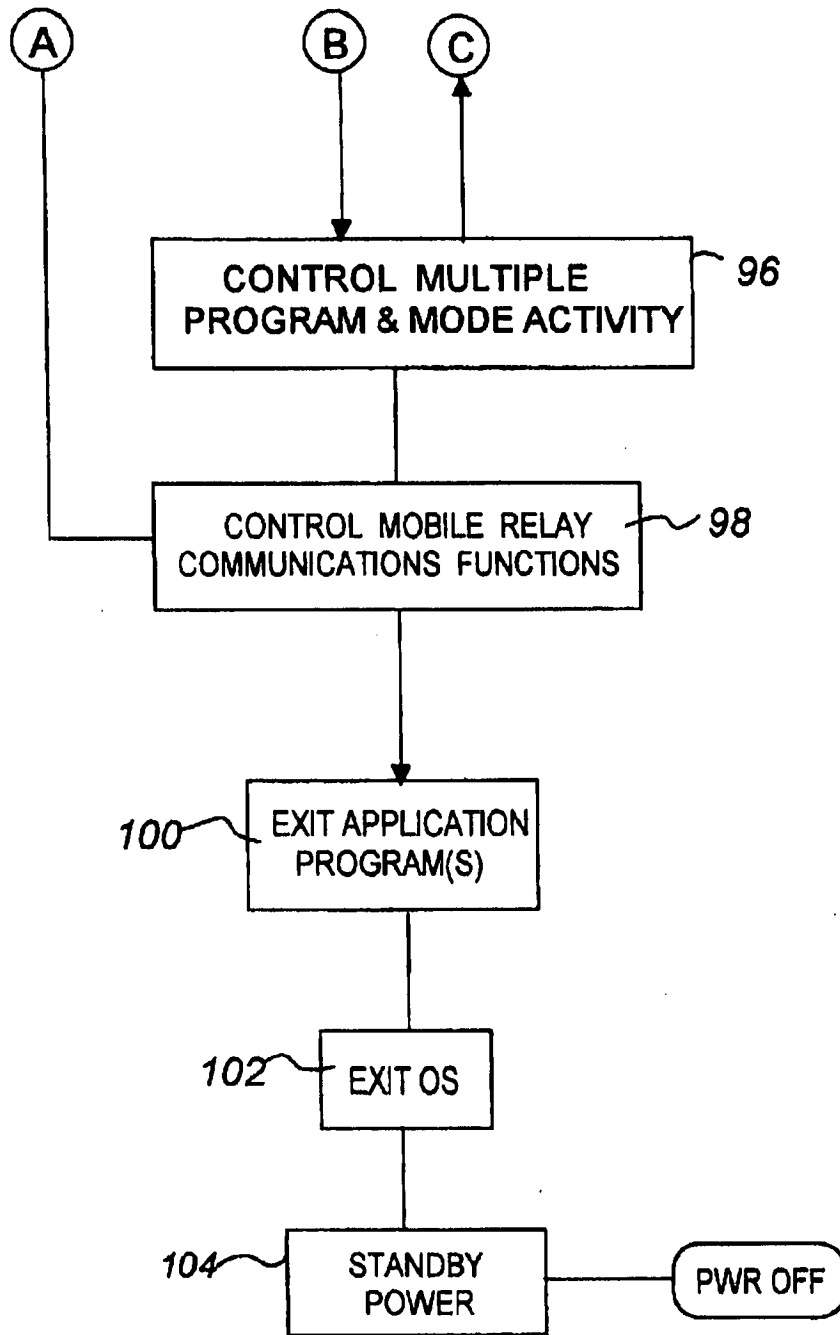 A
B
C
CONTROL MULTIPLE
PROGRAM & MODE ACTIVITY
96
CONTROL MOBILE RELAY
COMMUNICATIONS FUNCTIONS
98
100
EXIT APPLICATION
PROGRAM(S)
102
EXIT OS
104
STANDBY
POWER
PWR OFF